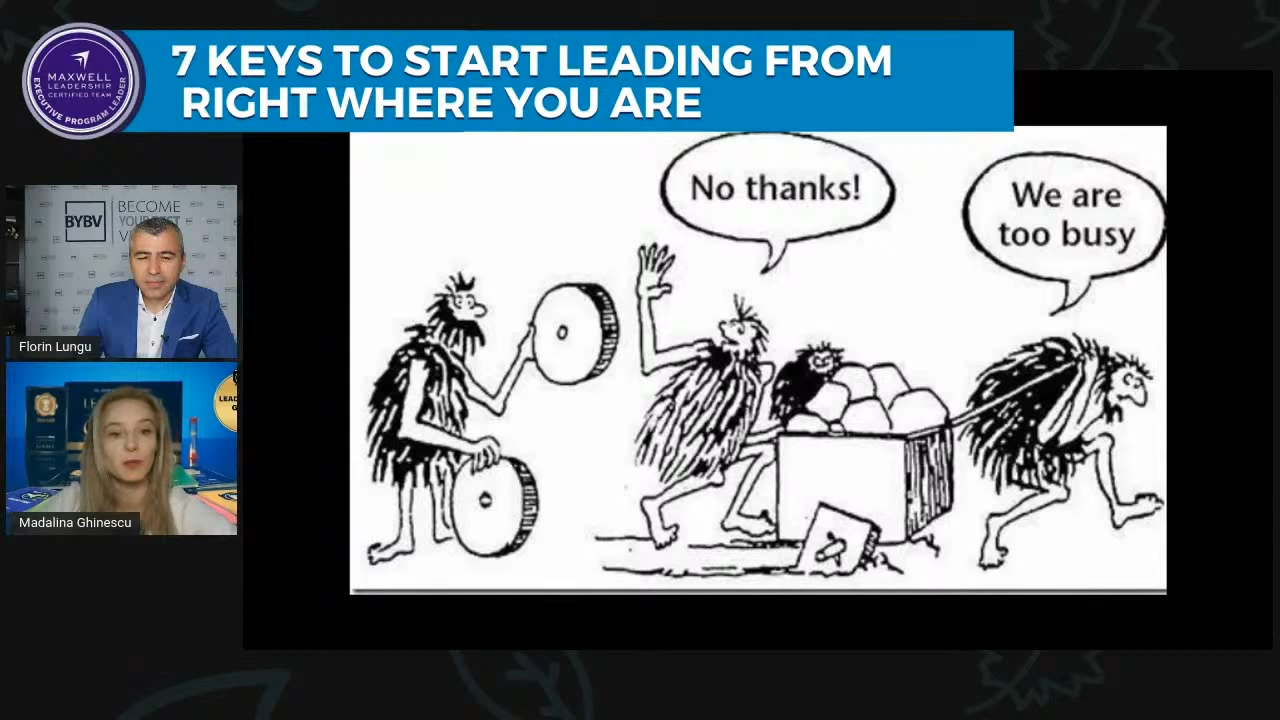 7 KEYS TO START LEADING FROM
RIGHT WHERE YOU ARE
MAXWELL
LEADERSHIP
CERTIFIED TEAM
EXECUTIVE PROGRAM LEADER
No thanks!
We are
too busy
BYBV
BECOME
Florin Lungu
Madalina Ghinescu